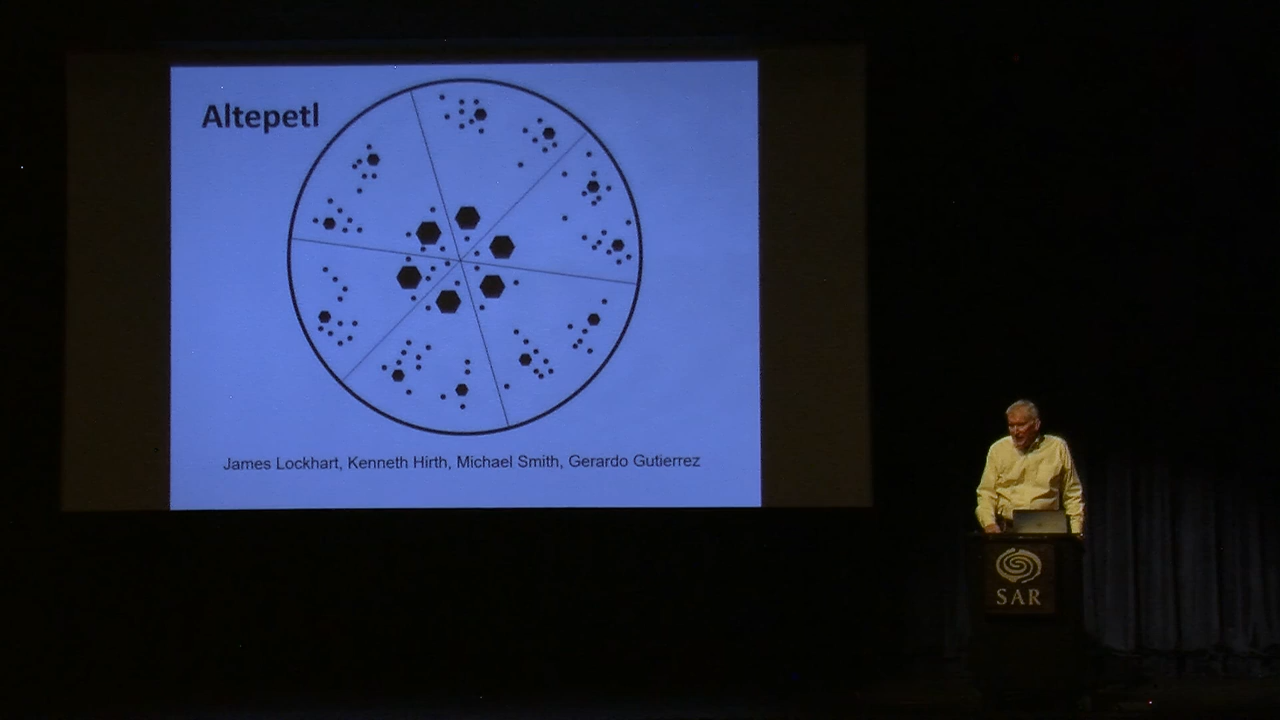 Altepetl
James Lockhart, Kenneth Hirth, Michael Smith, Gerardo Gutierrez
SAR